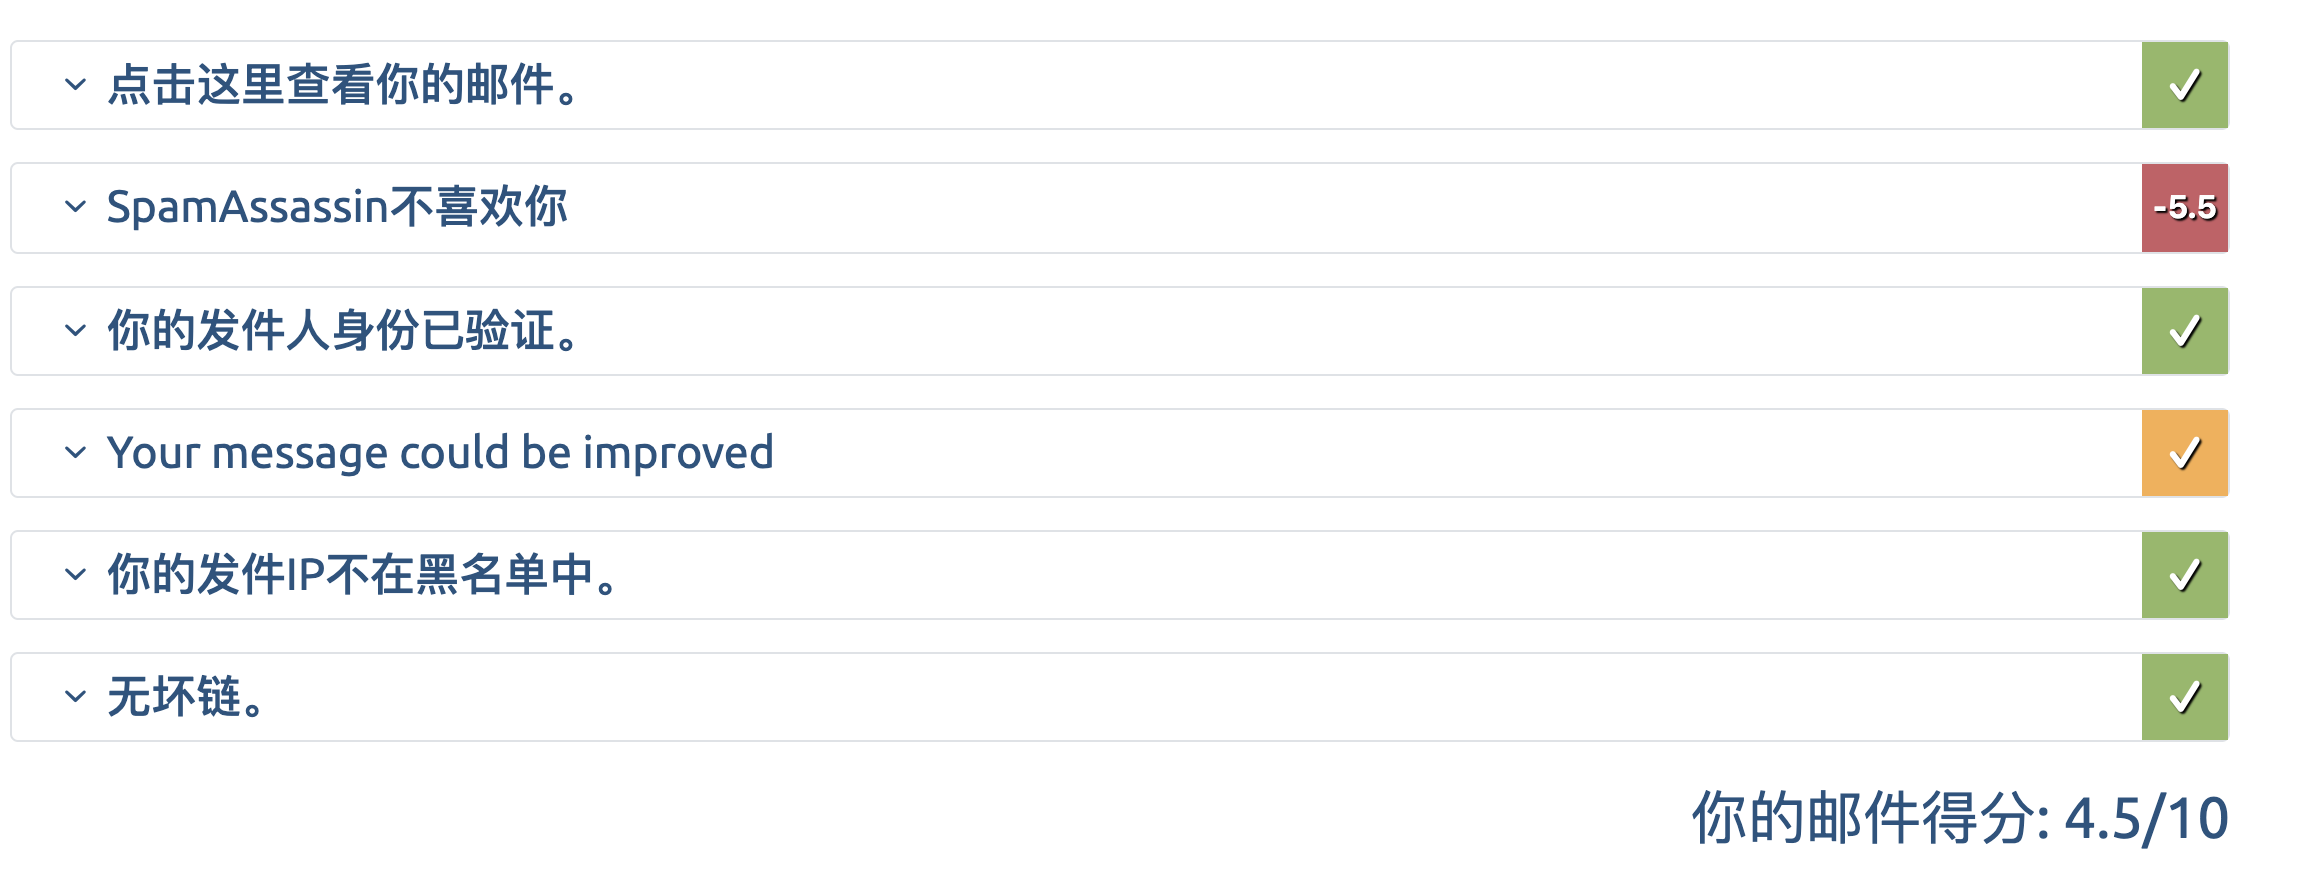 点击这里查看你的邮件。
SpamAssassin不喜欢你
-5.5
你的发件人身份已验证。
Your message could be improved
你的发件IP不在黑名单中。
无坏链。
你的邮件得分: 4.5/10